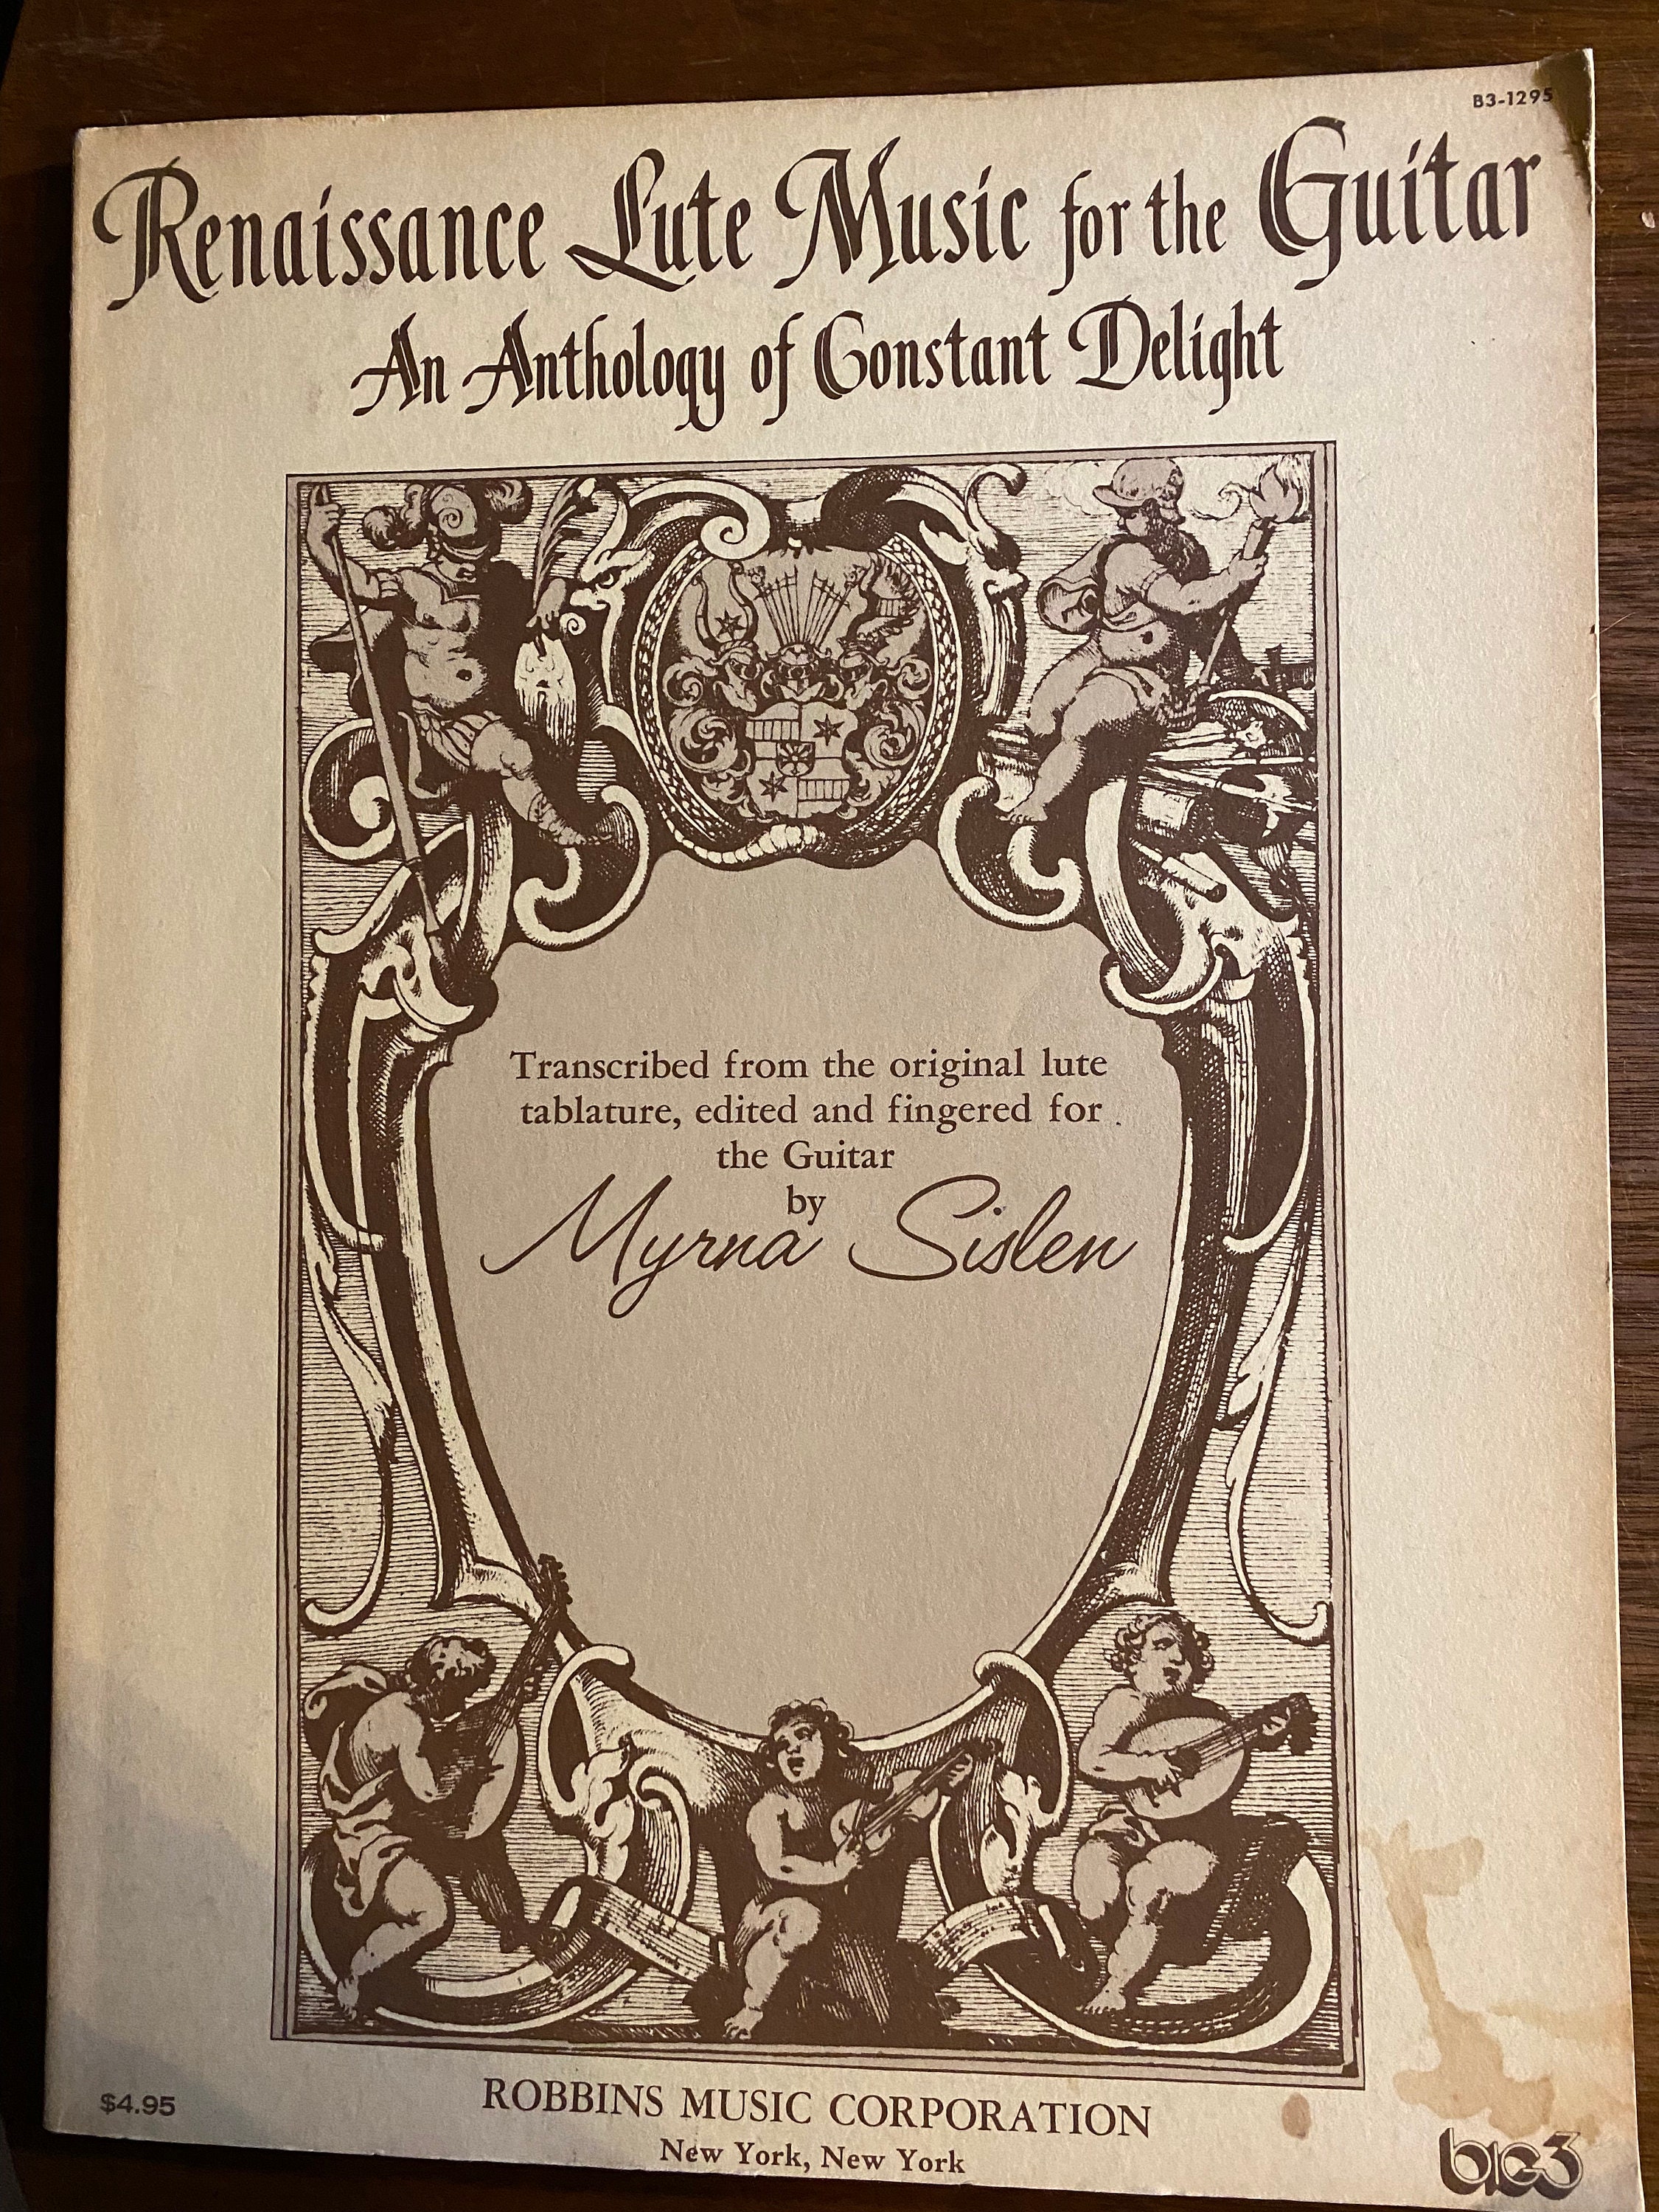 B3-1295
Renaissance Lute Music for the Guitar
An Anthology of Constant Delight
Transcribed from the original lute
tablature, edited and fingered for
the Guitar
by
Myrna Sislen
$4.95
ROBBINS MUSIC CORPORATION
New York, New York
big3